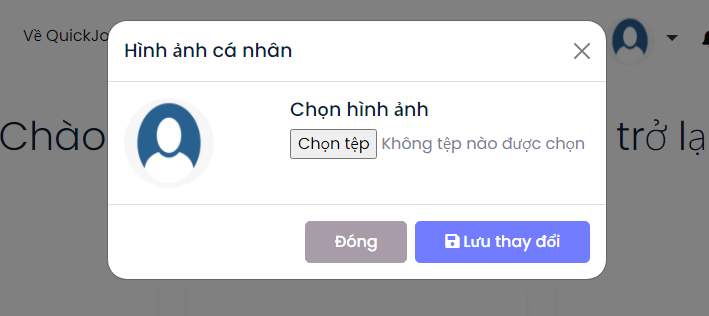 Về QuickJo
Hình ảnh cá nhân
Chọn hình ảnh
Chọn tệp Không tệp nào được chọn
Chào
trở lạ
Đóng
Lưu thay đổi